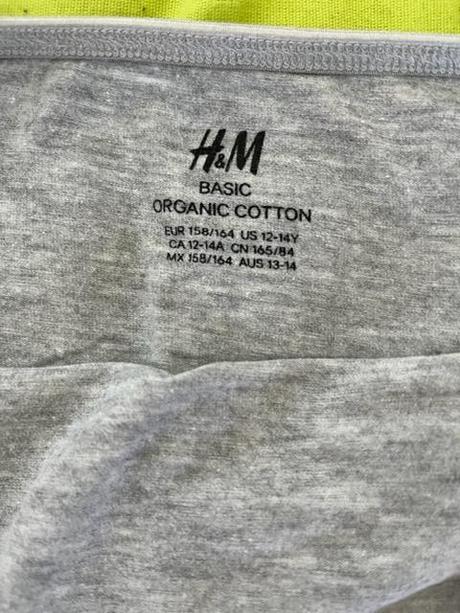 H&M
BASIC
ORGANIC COTTON
EUR 158/164 US 12-14Y
CA 12-14A CN 165/84
MX 158/164 AUS 13-14